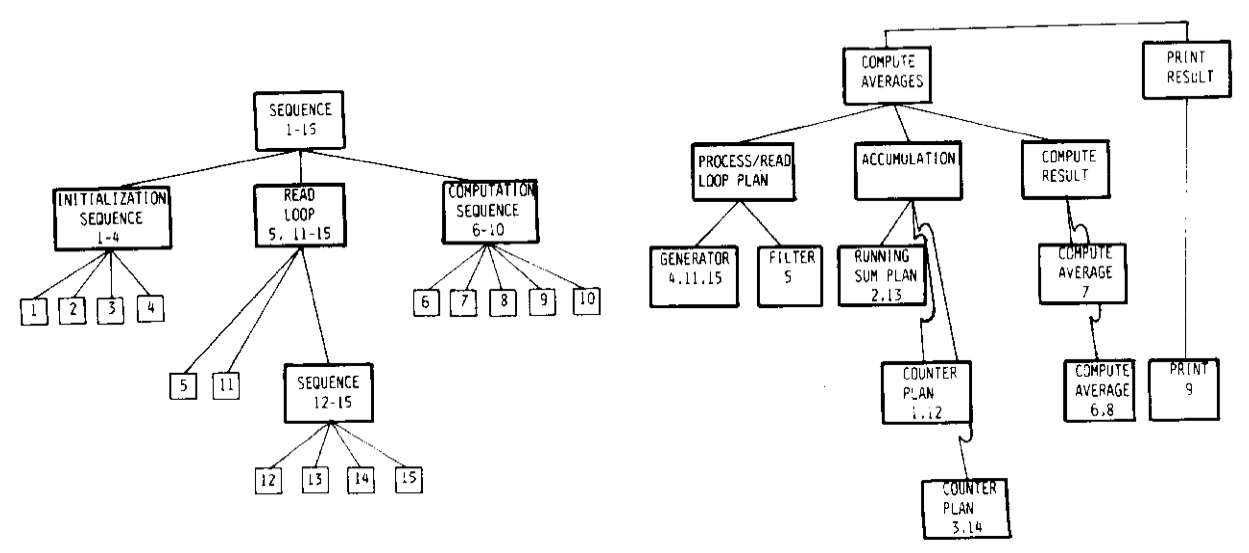 SEQUENCE
1-15
INITIALIZATION
SEQUENCE
1-4
READ
LOOP
5, 11-15
COMPUTATION
SEQUENCE
6-10
1
2
3
4
6
7
8
9
10
5
11
SEQUENCE
12-15
12
13
14
15
COMPUTE
AVERAGES
PRINT
RESULT
PROCESS/READ
LOOP PLAN
ACCUMULATION
COMPUTE
RESULT
GENERATOR
4,11,15
FILTER
5
RUNNING
SUM PLAN
2,13
COMPUTE
AVERAGE
7
COUNTER
PLAN
1,12
COMPUTE
AVERAGE
6,8
PRINT
9
COUNTER
PLAN
3,14